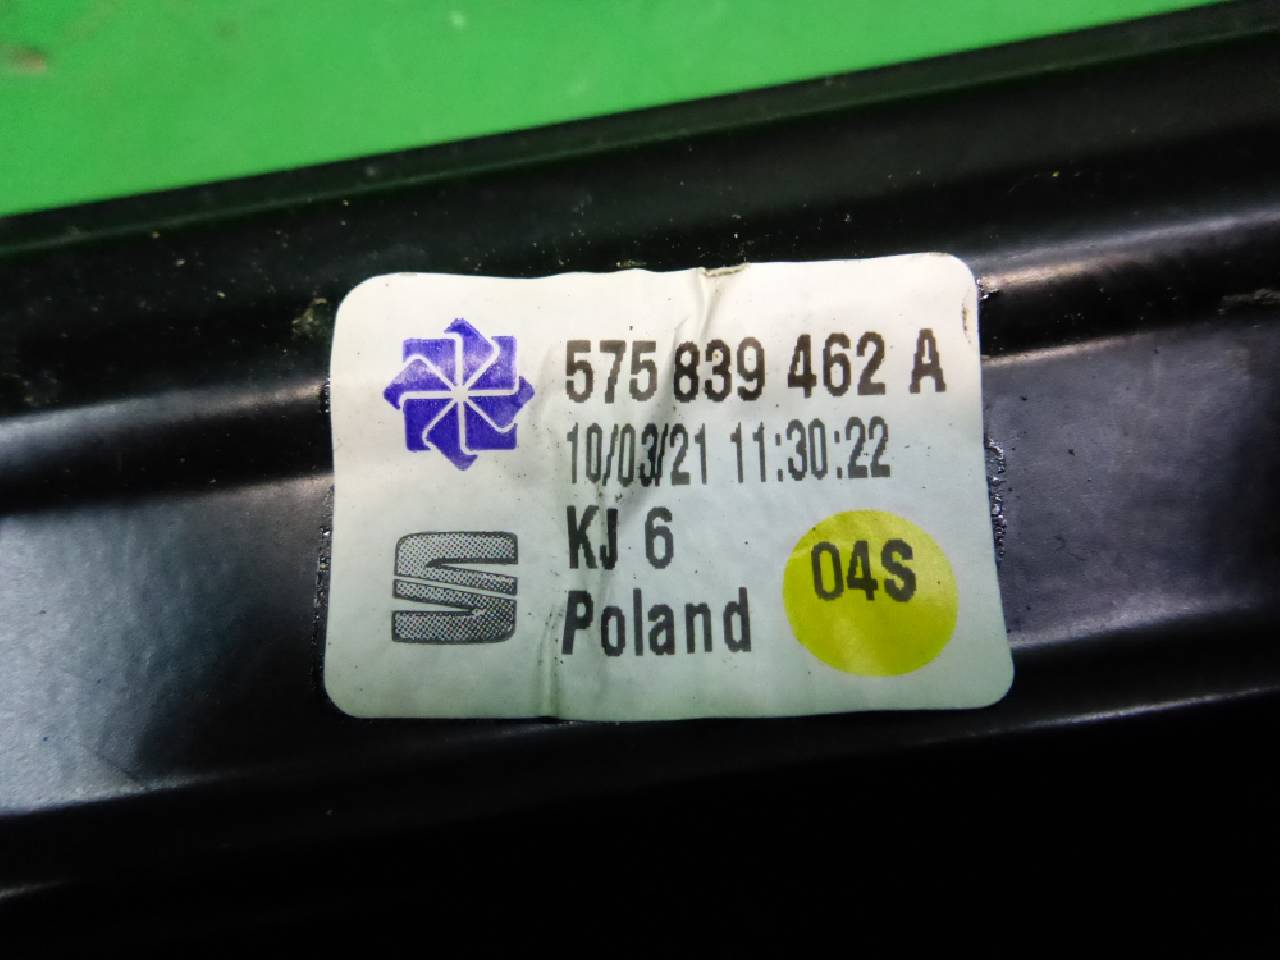 575 839 462 A
10/03/21 11:30:22
KJ 6
04S
Poland